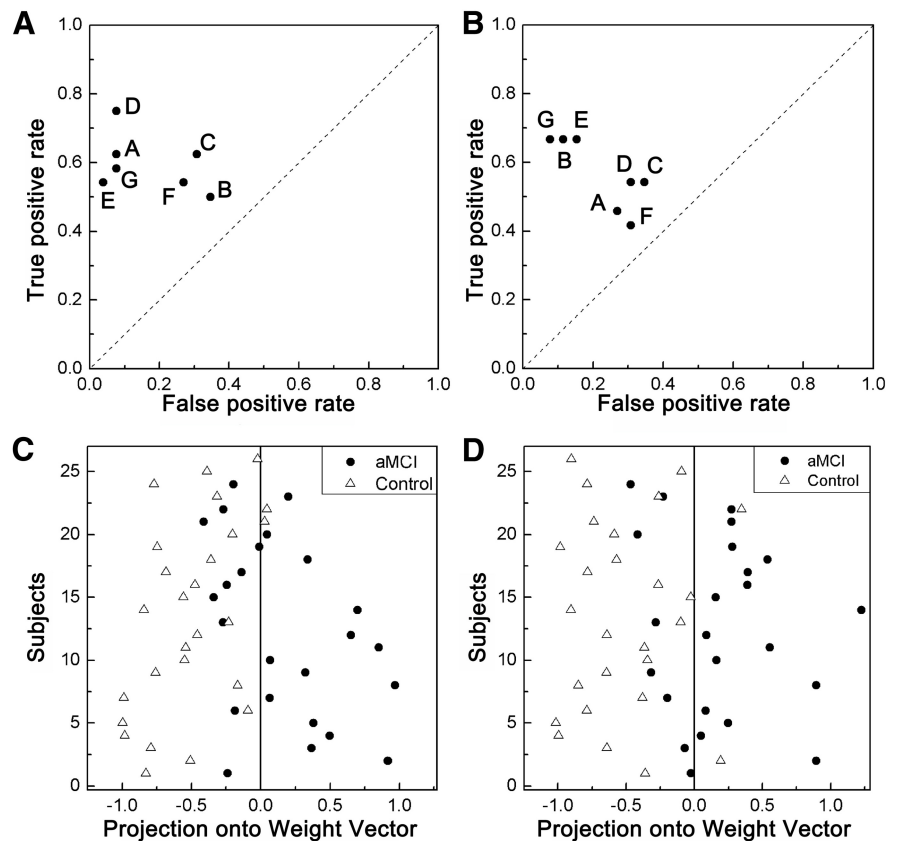 A
B
1.0
0.8
0.6
0.4
0.2
0.0
True positive rate
D
A
G
E
C
F
B
0.0
0.2
0.4
0.6
0.8
1.0
False positive rate
1.0
0.8
0.6
0.4
0.2
0.0
True positive rate
G
E
B
D
C
A
F
0.0
0.2
0.4
0.6
0.8
1.0
False positive rate
C
D
25
20
15
10
5
0
Subjects
aMCI
Control
-1.0
-0.5
0.0
0.5
1.0
Projection onto Weight Vector
25
20
15
10
5
0
Subjects
aMCI
Control
-1.0
-0.5
0.0
0.5
1.0
Projection onto Weight Vector